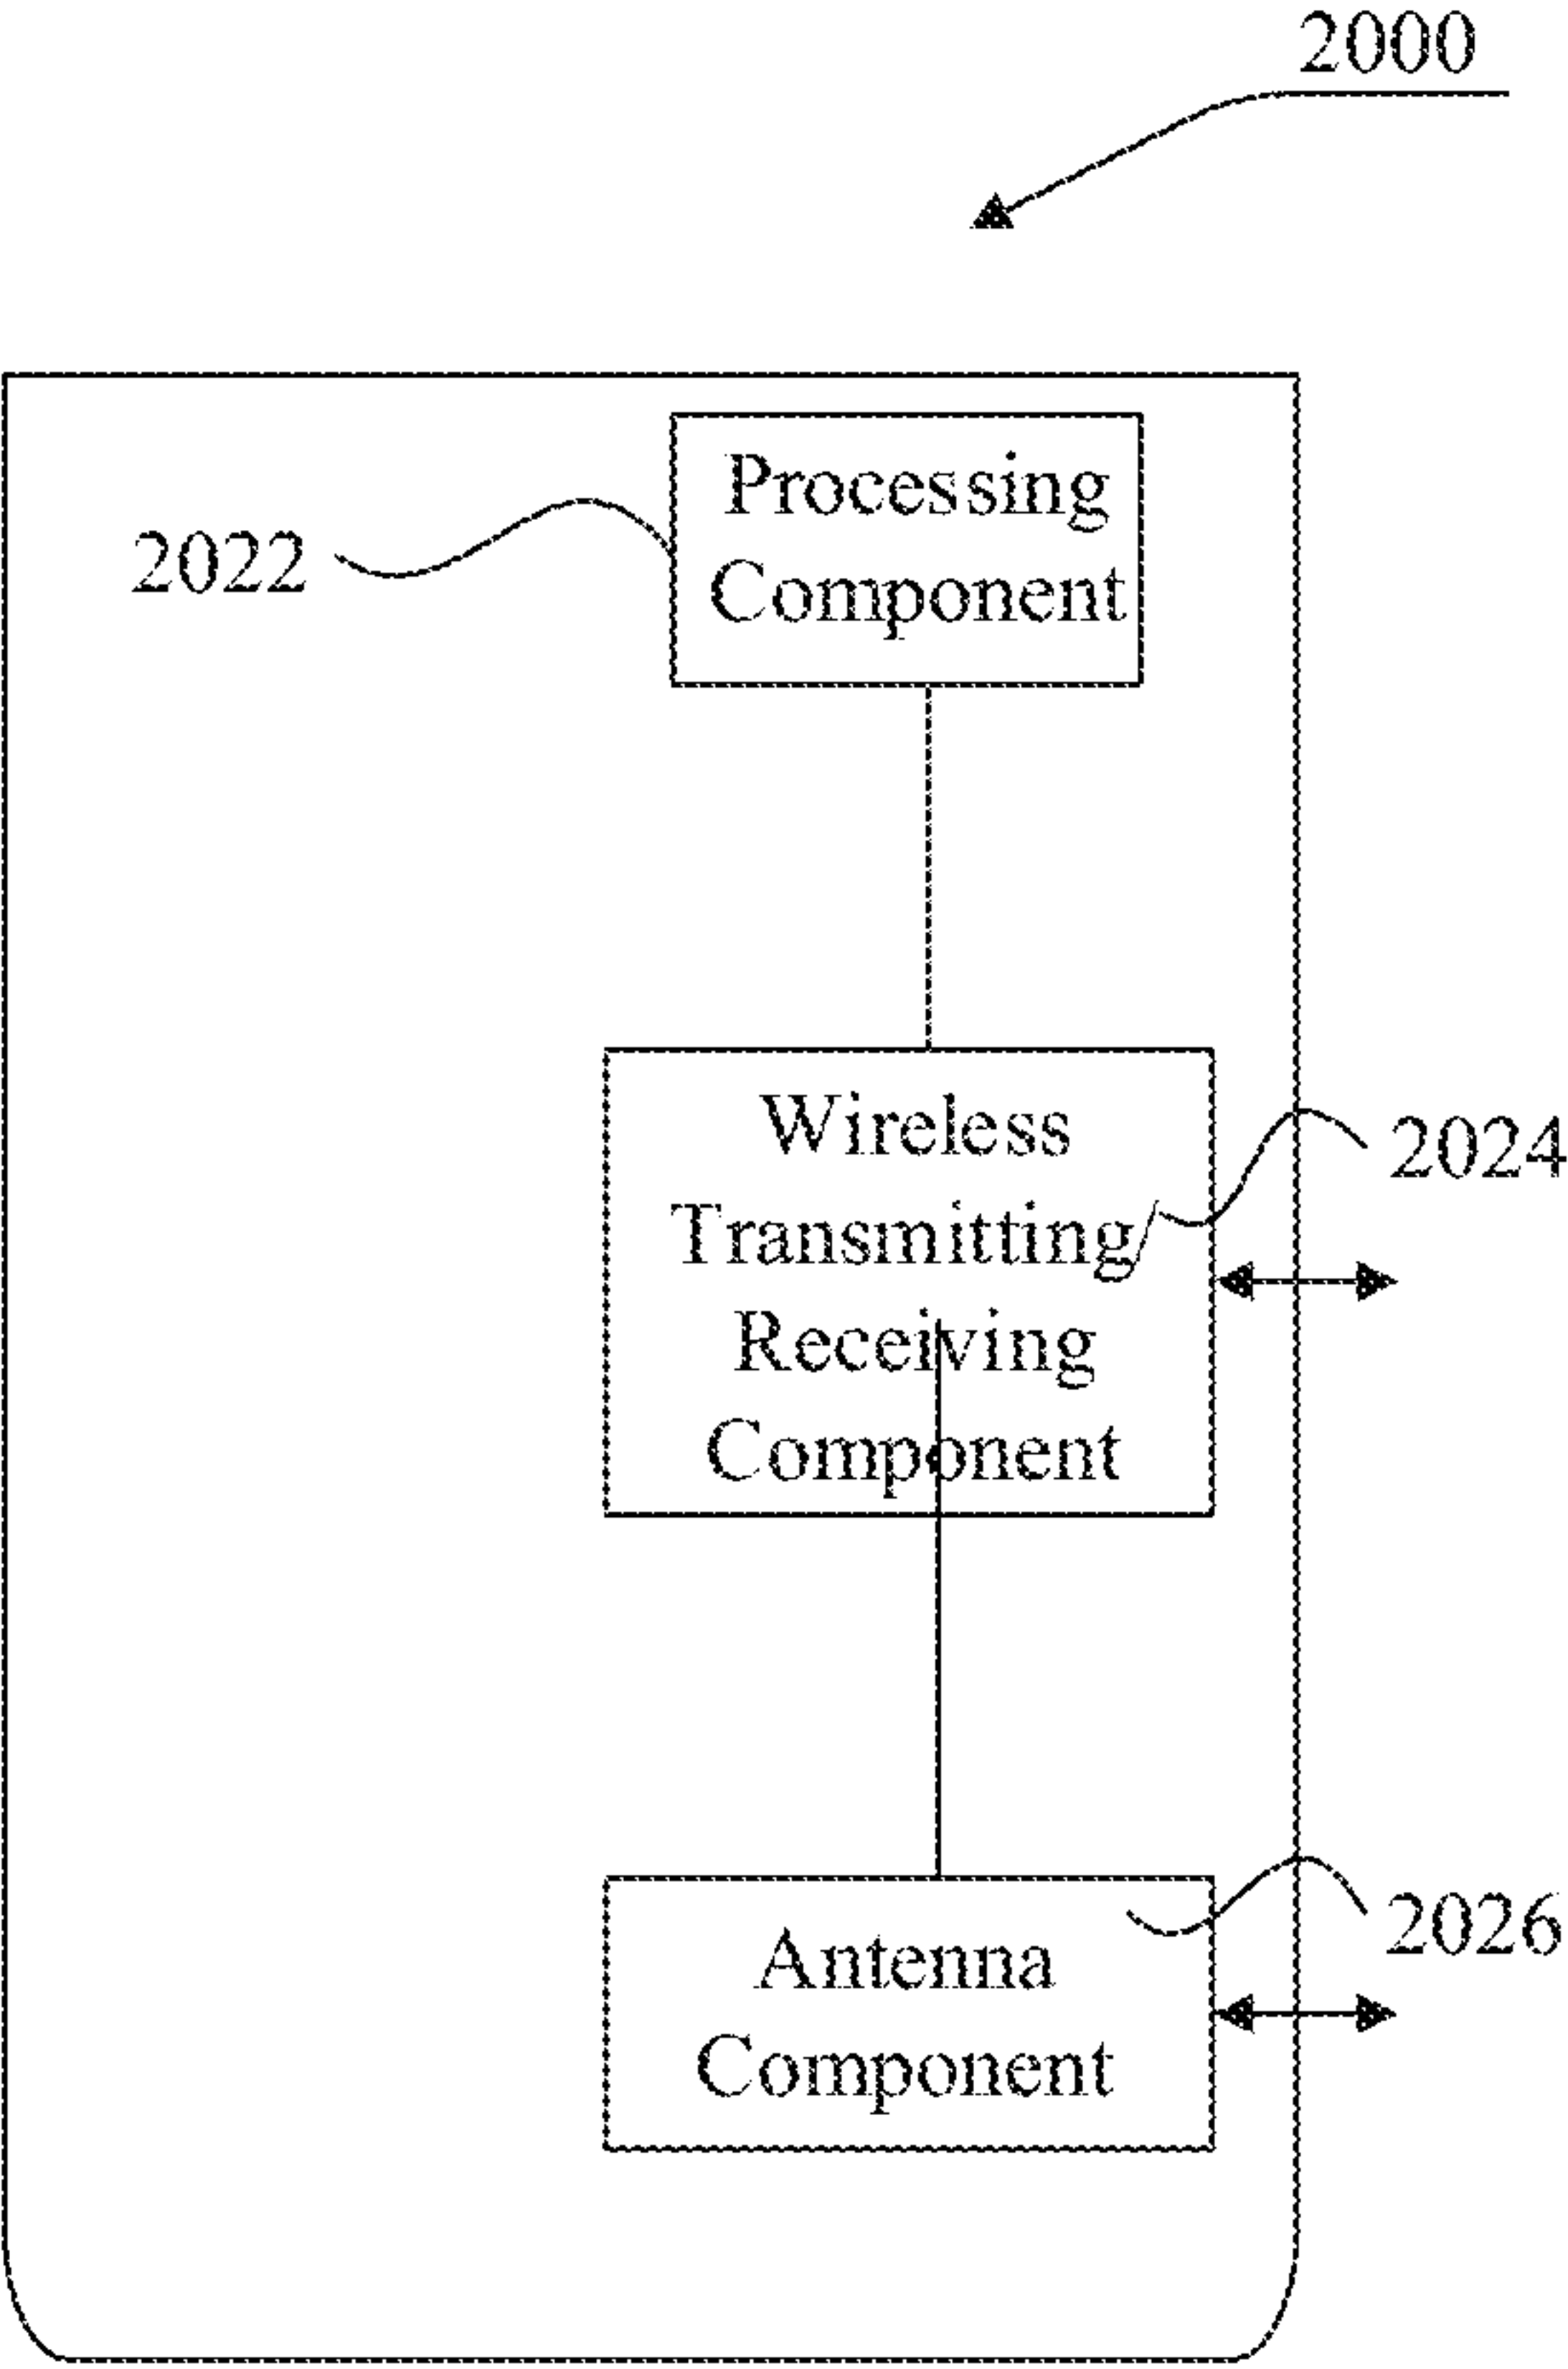 2000
Processing
Component
2022
Wireless
Transmitting/
Receiving
Component
2024
Antenna
Component
2026